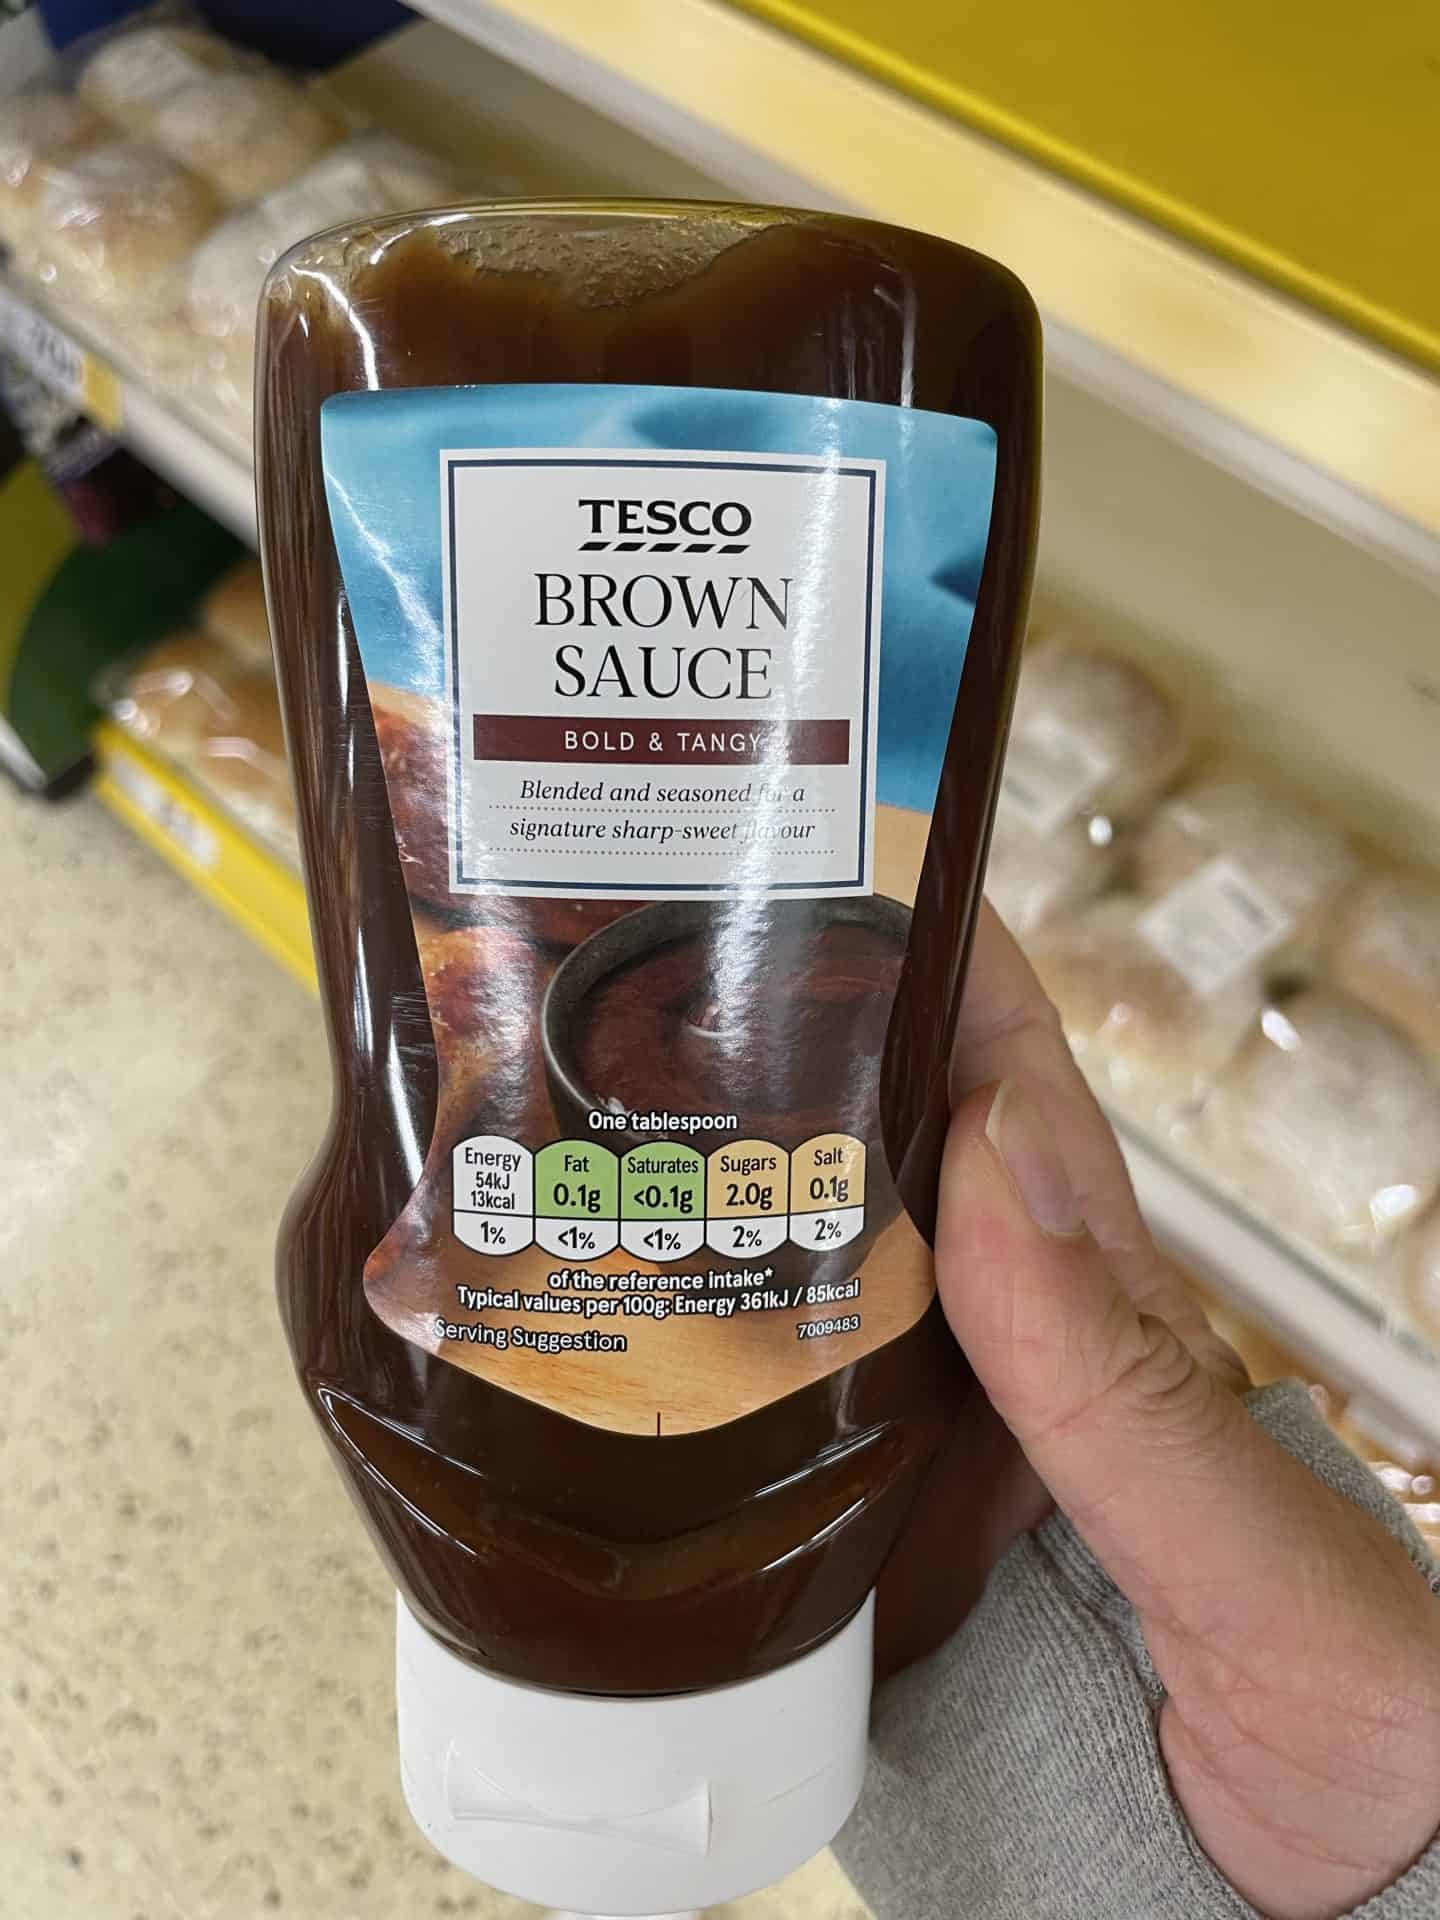 TESCO
BROWN
SAUCE
BOLD & TANGY
Blended and seasoned for a
signature sharp-sweet flavour
One tablespoon
Energy
54kJ
13kcal
1%
Fat
0.1g
<1%
Saturates
<0.1g
<1%
Sugars
2.0g
2%
Salt
0.1g
2%
of the reference intake*
Typical values per 100g: Energy 361kJ / 85kcal
Serving Suggestion
7009483